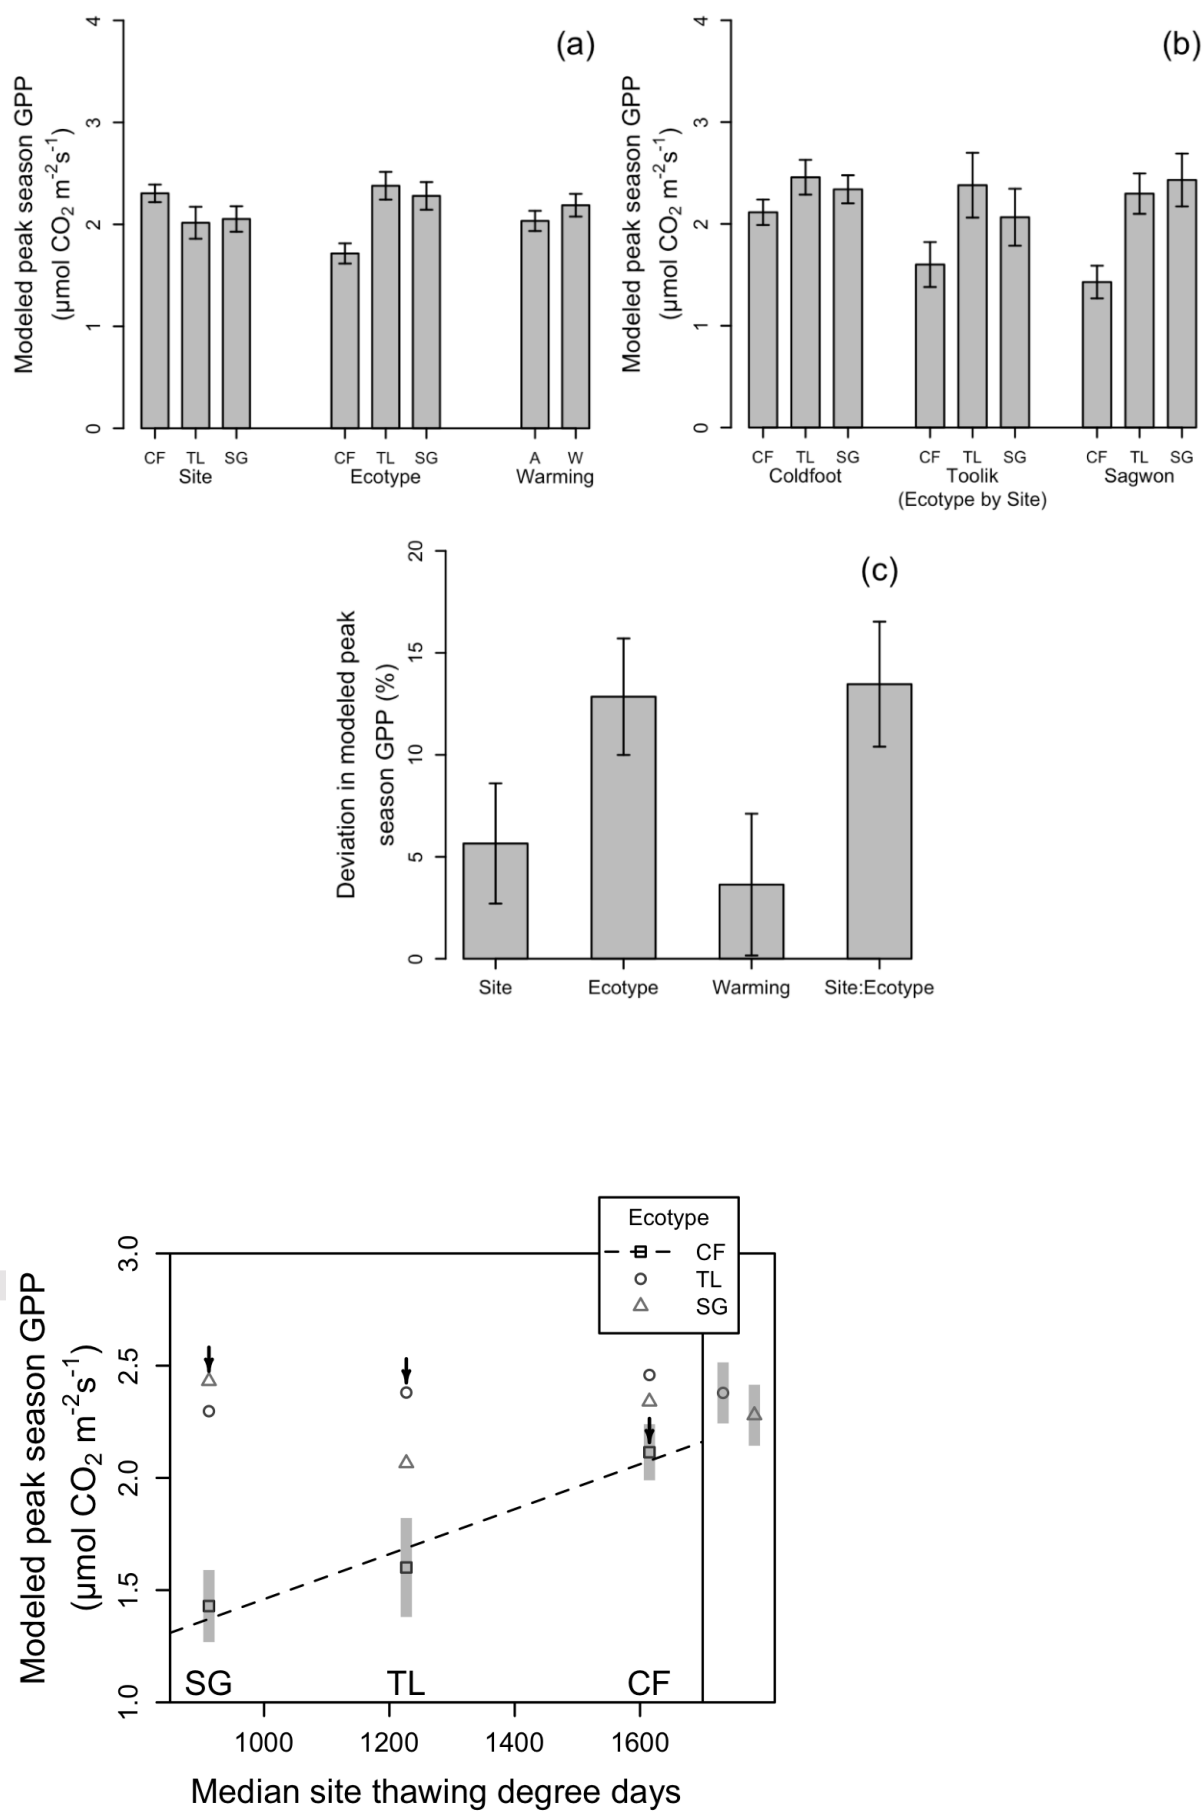 (a)
Modeled peak season GPP
(µmol CO2 m-2s-1)
4
3
2
1
0
CF TL SG CF TL SG A W
Site Ecotype Warming
(b)
Modeled peak season GPP
(µmol CO2 m-2s-1)
4
3
2
1
0
CF TL SG CF TL SG CF TL SG
Coldfoot Toolik Sagwon
(Ecotype by Site)
(c)
Deviation in modeled peak
season GPP (%)
20
15
10
5
0
Site Ecotype Warming Site:Ecotype
Ecotype
CF
TL
SG
Modeled peak season GPP
(µmol CO2 m-2s-1)
3.0
2.5
2.0
1.5
1.0
SG TL CF
1000 1200 1400 1600
Median site thawing degree days